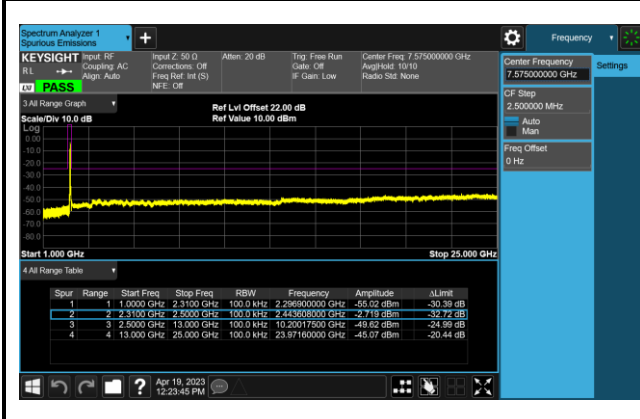 Spectrum Analyzer 1
Spurious Emissions
Frequency
KEYSIGHT
RL
Input: RF
Coupling: AC
Align: Auto
Input Z: 50 Ω
Corrections: Off
Freq Ref: Int (S)
NFE: Off
Atten: 20 dB
Trig: Free Run
Gate: Off
IF Gain: Low
Center Freq: 7.575000000 GHz
Avg|Hold: 10/10
Radio Std: None
LXI PASS
Center Frequency
7.575000000 GHz
Settings
CF Step
2.500000 MHz
Auto
Man
Freq Offset
0 Hz
3 All Range Graph
Scale/Div 10.0 dB
Ref Lvl Offset 22.00 dB
Ref Value 10.00 dBm
Log
0.00
-10.0
-20.0
-30.0
-40.0
-50.0
-60.0
-70.0
-80.0
Start 1.000 GHz
Stop 25.000 GHz
4 All Range Table
Spur Range Start Freq Stop Freq RBW Frequency Amplitude ΔLimit
1 1 1.0000 GHz 2.3100 GHz 100.0 kHz 2.296900000 GHz -55.02 dBm -30.39 dB
2 2 2.3100 GHz 2.5000 GHz 100.0 kHz 2.443608000 GHz -2.719 dBm -32.72 dB
3 3 2.5000 GHz 13.000 GHz 100.0 kHz 10.20017500 GHz -49.62 dBm -24.99 dB
4 4 13.000 GHz 25.000 GHz 100.0 kHz 23.97160000 GHz -45.07 dBm -20.44 dB
Apr 19, 2023
12:23:45 PM